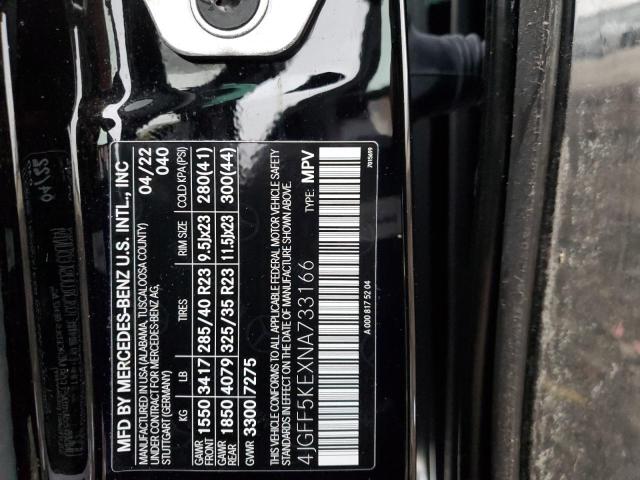 MFD BY MERCEDES-BENZ U.S. INTL., INC
MANUFACTURED IN USA (ALABAMA, TUSCALOOSA COUNTY) 04/22
UNDER CONTRACT FOR MERCEDES-BENZ AG, 040
STUTTGART (GERMANY)
KG LB TIRES RIM SIZE COLD KPA (PSI)
GAWR FRONT 1550 3417 285/40 R23 9.5Jx23 280(41)
GAWR REAR 1850 4079 325/35 R23 11.5Jx23 300(44)
GVWR 3300 7275
THIS VEHICLE CONFORMS TO ALL APPLICABLE FEDERAL MOTOR VEHICLE SAFETY
STANDARDS IN EFFECT ON THE DATE OF MANUFACTURE SHOWN ABOVE.
4JGFF5KEXNA733166 TYPE: MPV
A 000 817 52 04
7015699